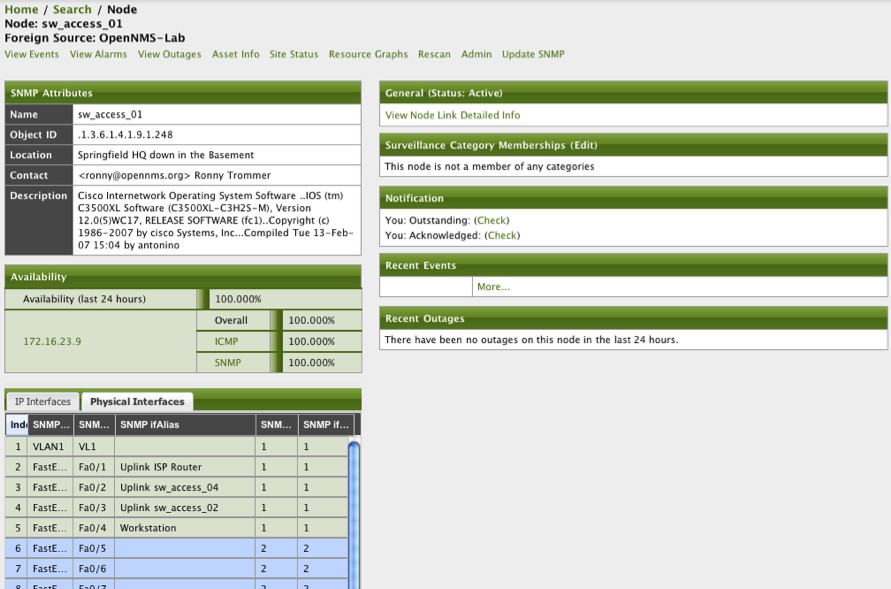 Home / Search / Node
Node: sw_access_01
Foreign Source: OpenNMS-Lab
View Events View Alarms View Outages Asset Info Site Status Resource Graphs Rescan Admin Update SNMP
SNMP Attributes
Name sw_access_01
Object ID .1.3.6.1.4.1.9.1.248
Location Springfield HQ down in the Basement
Contact <ronny@opennms.org> Ronny Trommer
Description Cisco Internetwork Operating System Software ..IOS (tm)
C3500XL Software (C3500XL-C3H2S-M), Version
12.0(5)WC17, RELEASE SOFTWARE (fc1)..Copyright (c)
1986-2007 by cisco Systems, Inc...Compiled Tue 13-Feb-
07 15:04 by antonino
Availability
Availability (last 24 hours) 100.000%
172.16.23.9
Overall 100.000%
ICMP 100.000%
SNMP 100.000%
IP Interfaces Physical Interfaces
Inde SNMP... SNM... SNMP ifAlias SNM... SNMP if...
1 VLAN1 VL1 1 1
2 FastE... Fa0/1 Uplink ISP Router 1 1
3 FastE... Fa0/2 Uplink sw_access_04 1 1
4 FastE... Fa0/3 Uplink sw_access_02 1 1
5 FastE... Fa0/4 Workstation 1 1
6 FastE... Fa0/5 2 2
7 FastE... Fa0/6 2 2
8 FastE... Fa0/7 2 2
General (Status: Active)
View Node Link Detailed Info
Surveillance Category Memberships (Edit)
This node is not a member of any categories
Notification
You: Outstanding: (Check)
You: Acknowledged: (Check)
Recent Events
More...
Recent Outages
There have been no outages on this node in the last 24 hours.